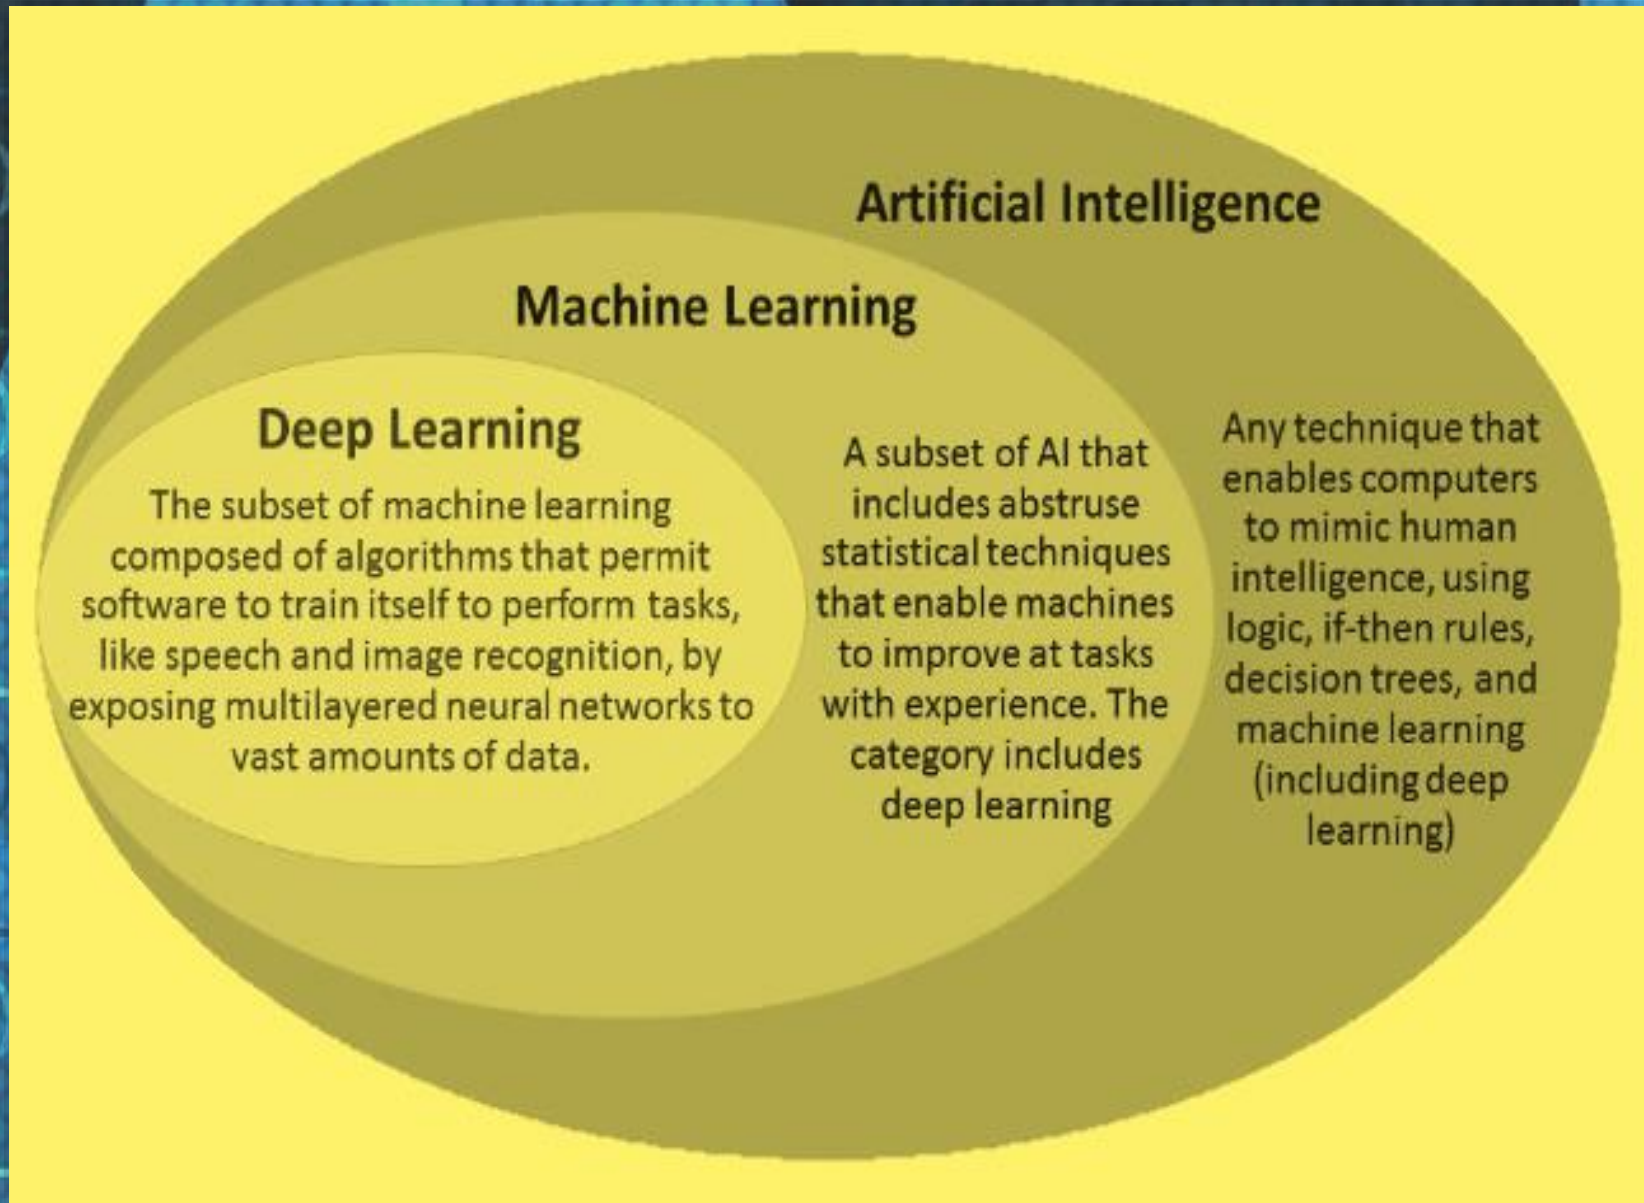 Artificial Intelligence
Machine Learning
Deep Learning
The subset of machine learning
composed of algorithms that permit
software to train itself to perform tasks,
like speech and image recognition, by
exposing multilayered neural networks to
vast amounts of data.
A subset of AI that
includes abstruse
statistical techniques
that enable machines
to improve at tasks
with experience. The
category includes
deep learning
Any technique that
enables computers
to mimic human
intelligence, using
logic, if-then rules,
decision trees, and
machine learning
(including deep
learning)